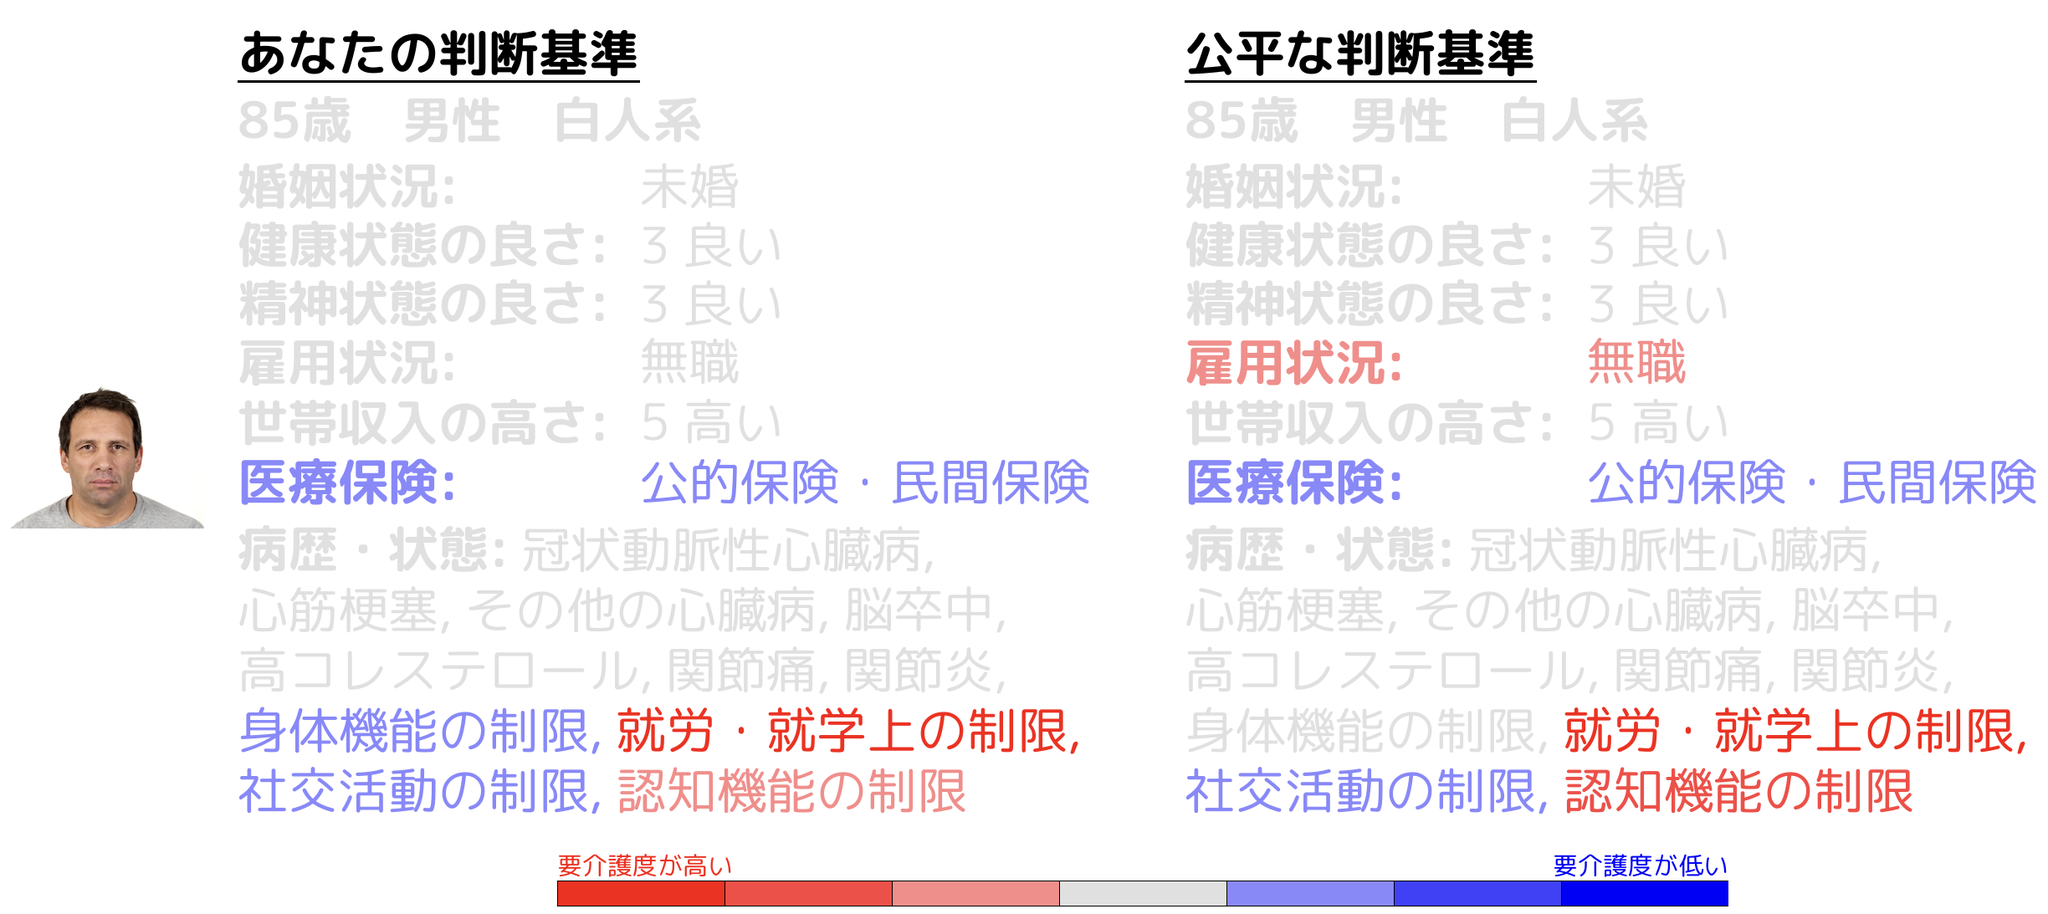 あなたの判断基準
85歳　男性　白人系
婚姻状況: 未婚
健康状態の良さ: 3 良い
精神状態の良さ: 3 良い
雇用状況: 無職
世帯収入の高さ: 5 高い
医療保険: 公的保険・民間保険
病歴・状態: 冠状動脈性心臓病,
心筋梗塞, その他の心臓病, 脳卒中,
高コレステロール, 関節痛, 関節炎,
身体機能の制限, 就労・就学上の制限,
社交活動の制限, 認知機能の制限
公平な判断基準
85歳　男性　白人系
婚姻状況: 未婚
健康状態の良さ: 3 良い
精神状態の良さ: 3 良い
雇用状況: 無職
世帯収入の高さ: 5 高い
医療保険: 公的保険・民間保険
病歴・状態: 冠状動脈性心臓病,
心筋梗塞, その他の心臓病, 脳卒中,
高コレステロール, 関節痛, 関節炎,
身体機能の制限, 就労・就学上の制限,
社交活動の制限, 認知機能の制限
要介護度が高い
要介護度が低い